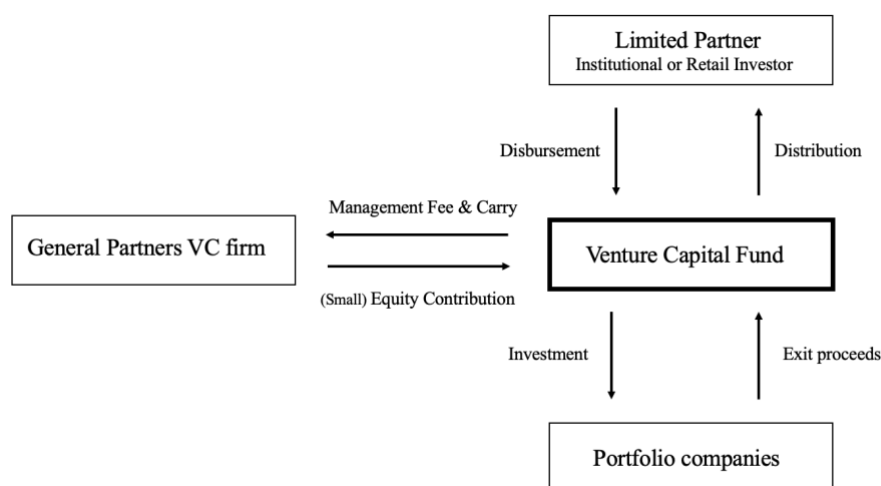 Limited Partner
Institutional or Retail Investor
Disbursement
Distribution
Management Fee & Carry
General Partners VC firm
Venture Capital Fund
(Small) Equity Contribution
Investment
Exit proceeds
Portfolio companies